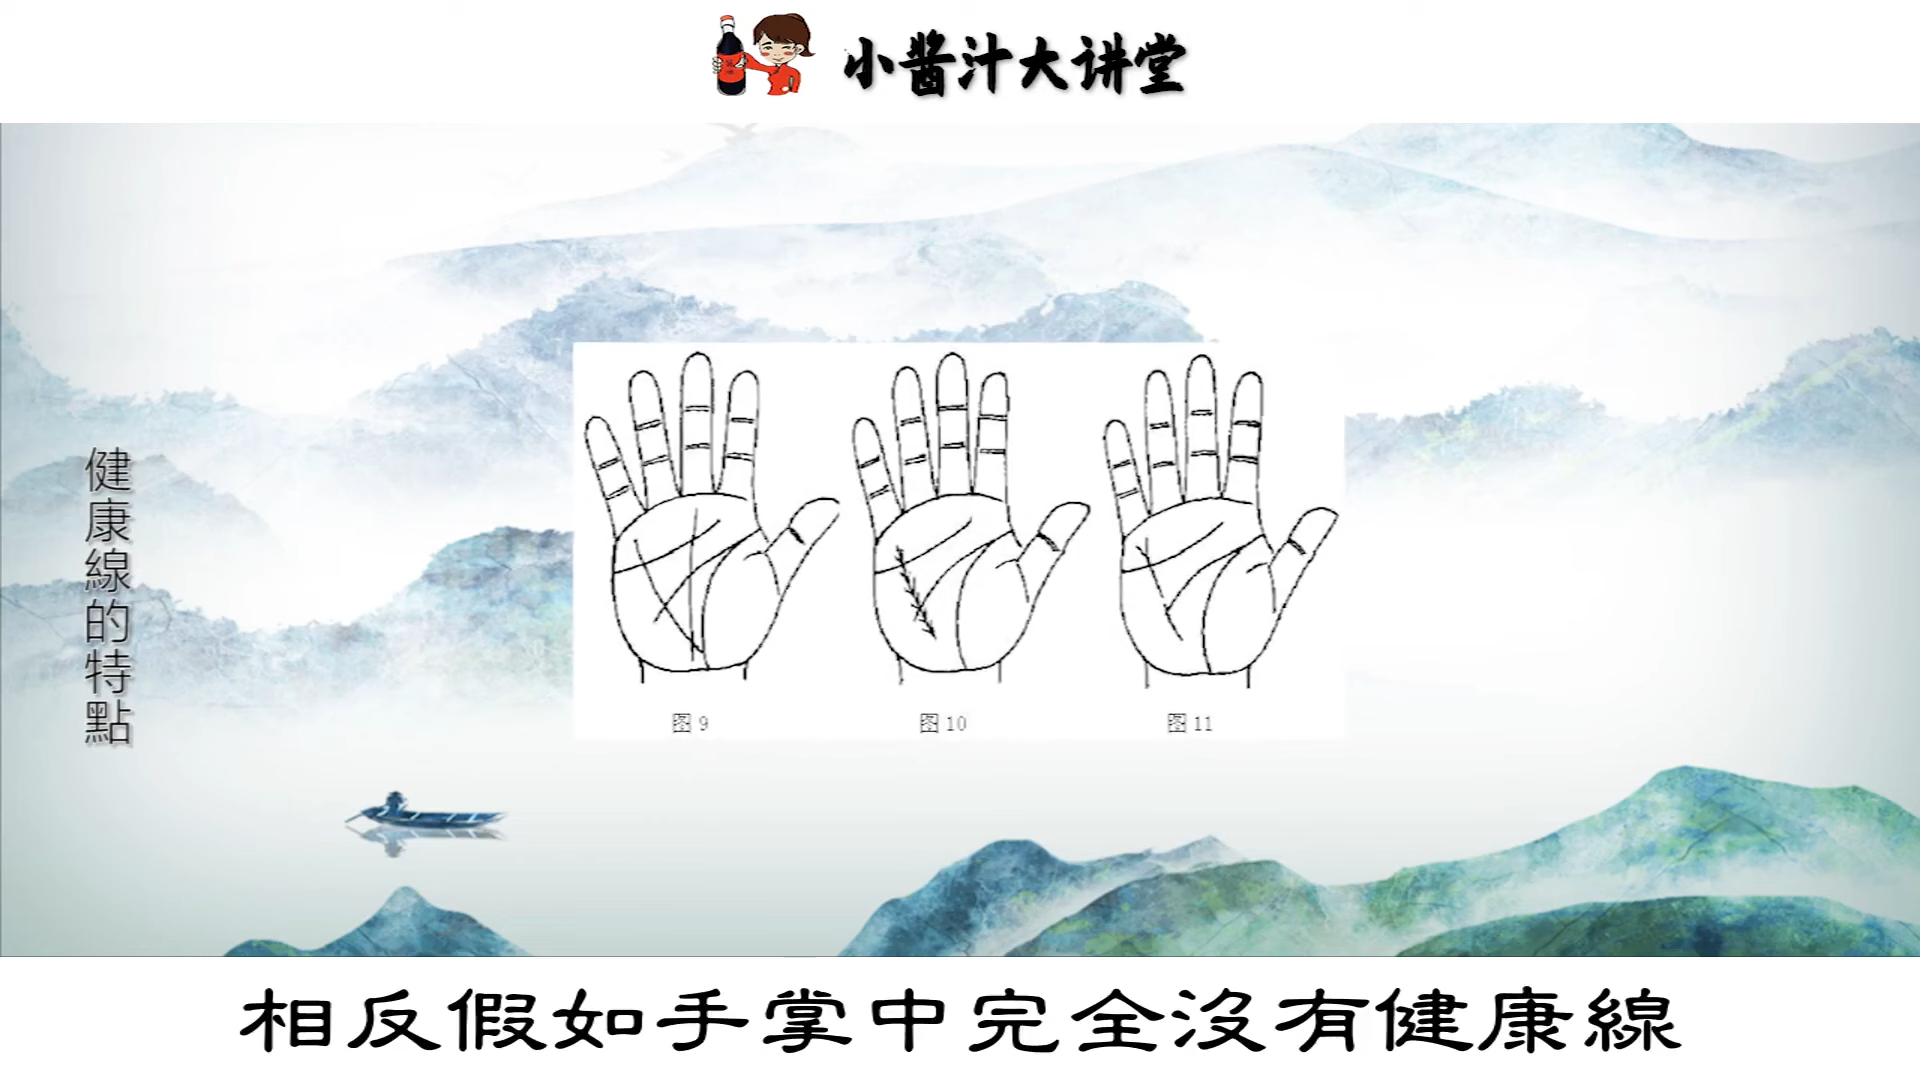 小酱汁大讲堂
健康線的特點
图 9
图 10
图 11
相反假如手掌中完全沒有健康線